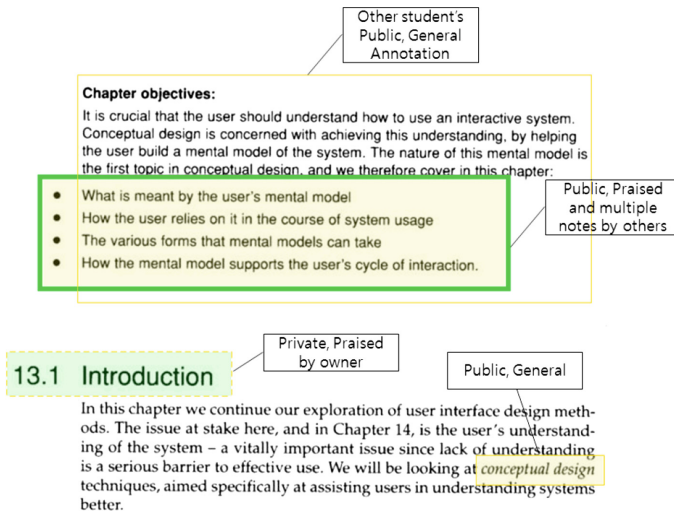 Other student's
Public, General
Annotation
Chapter objectives:
It is crucial that the user should understand how to use an interactive system.
Conceptual design is concerned with achieving this understanding, by helping
the user build a mental model of the system. The nature of this mental model is
the first topic in conceptual design, and we therefore cover in this chapter:
• What is meant by the user's mental model
• How the user relies on it in the course of system usage
• The various forms that mental models can take
• How the mental model supports the user's cycle of interaction.
Public, Praised
and multiple
notes by others
Private, Praised
by owner
Public, General
13.1 Introduction
In this chapter we continue our exploration of user interface design meth-
ods. The issue at stake here, and in Chapter 14, is the user's understand-
ing of the system – a vitally important issue since lack of understanding
is a serious barrier to effective use. We will be looking at conceptual design
techniques, aimed specifically at assisting users in understanding systems
better.